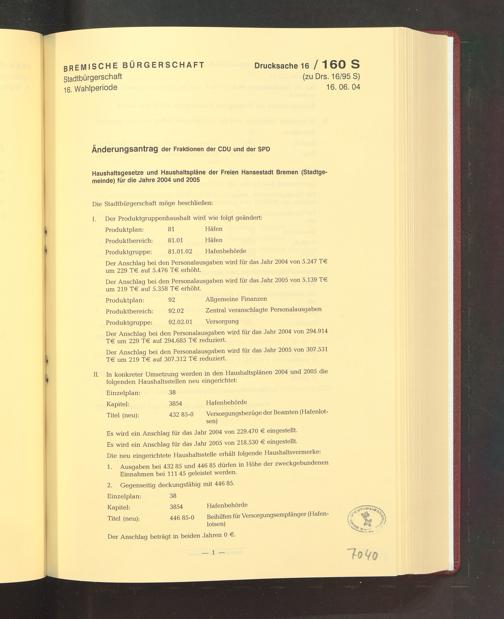 BREMISCHE BÜRGERSCHAFT
Stadtbürgerschaft
16. Wahlperiode
Drucksache 16 / 160 S
(zu Drs. 16/95 S)
16. 06. 04
Änderungsantrag der Fraktionen der CDU und der SPD
Haushaltsgesetze und Haushaltspläne der Freien Hansestadt Bremen (Stadtge-
meinde) für die Jahre 2004 und 2005
Die Stadtbürgerschaft möge beschließen:
I. Der Produktgruppenhaushalt wird wie folgt geändert:
Produktplan: 81 Häfen
Produktbereich: 81.01 Häfen
Produktgruppe: 81.01.02 Hafenbehörde
Der Anschlag bei den Personalausgaben wird für das Jahr 2004 von 5.247 T€
um 229 T€ auf 5.476 T€ erhöht.
Der Anschlag bei den Personalausgaben wird für das Jahr 2005 von 5.139 T€
um 219 T€ auf 5.358 T€ erhöht.
Produktplan: 92 Allgemeine Finanzen
Produktbereich: 92.02 Zentral veranschlagte Personalausgaben
Produktgruppe: 92.02.01 Versorgung
Der Anschlag bei den Personalausgaben wird für das Jahr 2004 von 294.914
T€ um 229 T€ auf 294.685 T€ reduziert.
Der Anschlag bei den Personalausgaben wird für das Jahr 2005 von 307.531
T€ um 219 T€ auf 307.312 T€ reduziert.
II. In konkreter Umsetzung werden in den Haushaltsplänen 2004 und 2005 die
folgenden Haushaltsstellen neu eingerichtet:
Einzelplan: 38
Kapitel: 3854 Hafenbehörde
Titel (neu): 432 85-0 Versorgungsbezüge der Beamten (Hafenlot-
sen)
Es wird ein Anschlag für das Jahr 2004 von 229.470 € eingestellt.
Es wird ein Anschlag für das Jahr 2005 von 218.530 € eingestellt.
Die neu eingerichtete Haushaltsstelle erhält folgende Haushaltsvermerke:
1. Ausgaben bei 432 85 und 446 85 dürfen in Höhe der zweckgebundenen
Einnahmen bei 111 45 geleistet werden.
2. Gegenseitig deckungsfähig mit 446 85.
Einzelplan: 38
Kapitel: 3854 Hafenbehörde
Titel (neu): 446 85-0 Beihilfen für Versorgungsempfänger (Hafen-
lotsen)
Der Anschlag beträgt in beiden Jahren 0 €.
— 1 —
7040